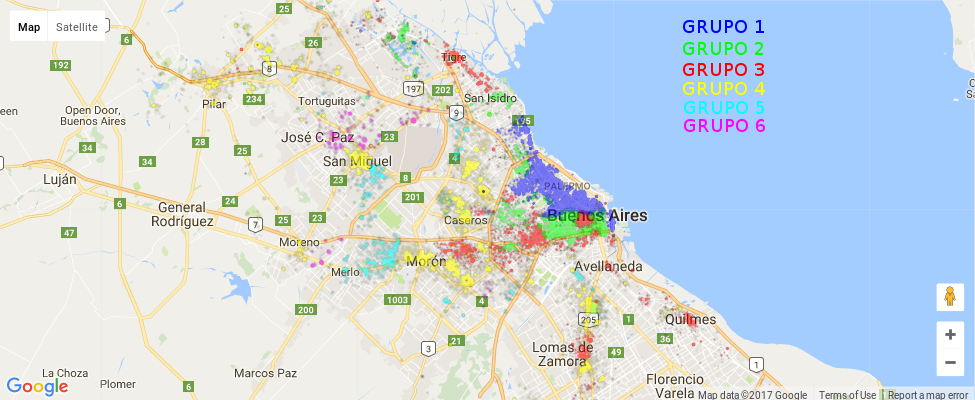 Map Satellite
GRUPO 1
GRUPO 2
GRUPO 3
GRUPO 4
GRUPO 5
GRUPO 6
25
6
26
192
8
Tigre
197
202
234
Pilar
Tortuguitas
San Isidro
9
Open Door,
Buenos Aires
José C. Paz
23
28
34
34
25
San Miguel
4
Luján
23
8
PALERMO
General
Rodríguez
201
25
23
Caseros
Buenos Aires
7
47
Moreno
Merlo
Morón
Avellaneda
200
1003
4
205
1
Quilmes
3
21
36
Lomas de
Zamora
49
1
La Choza
Plomer
6
Marcos Paz
Florencio
Varela
Google
Map data ©2017 Google Terms of Use Report a map error